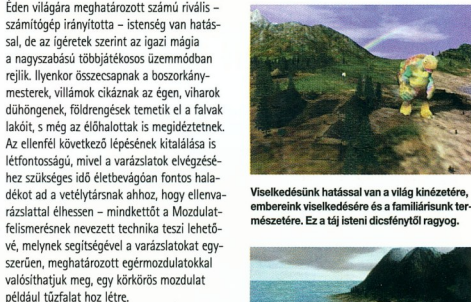 Éden világára meghatározott számú rivális –
számítógép irányította – istenség van hatás-
sal, de az ígéretek szerint az igazi mágia
a nagyszabású többjátékosos üzemmódban
rejlik. Ilyenkor összecsapnak a boszorkány-
mesterek, villámok cikáznak az égen, viharok
dühöngenek, földrengések temetik el a falvak
lakóit, s még az élőhalottak is megidéztetnek.
Az ellenfél következő lépésének kitalálása is
létfontosságú, mivel a varázslatok elvégzésé-
hez szükséges idő életbevágóan fontos hala-
dékot ad a vetélytársnak ahhoz, hogy ellenva-
rázslattal élhessen – mindkettőt a Mozdulat-
felismerésnek nevezett technika teszi lehető-
vé, melynek segítségével a varázslatokat egy-
szerűen, meghatározott egérmozdulatokkal
valósíthatjuk meg, egy körkörös mozdulat
például tűzfalat hoz létre.
Viselkedésünk hatással van a világ kinézetére,
embereink viselkedésére és a familiárisunk ter-
mészetére. Ez a táj isteni dicsfénytől ragyog.